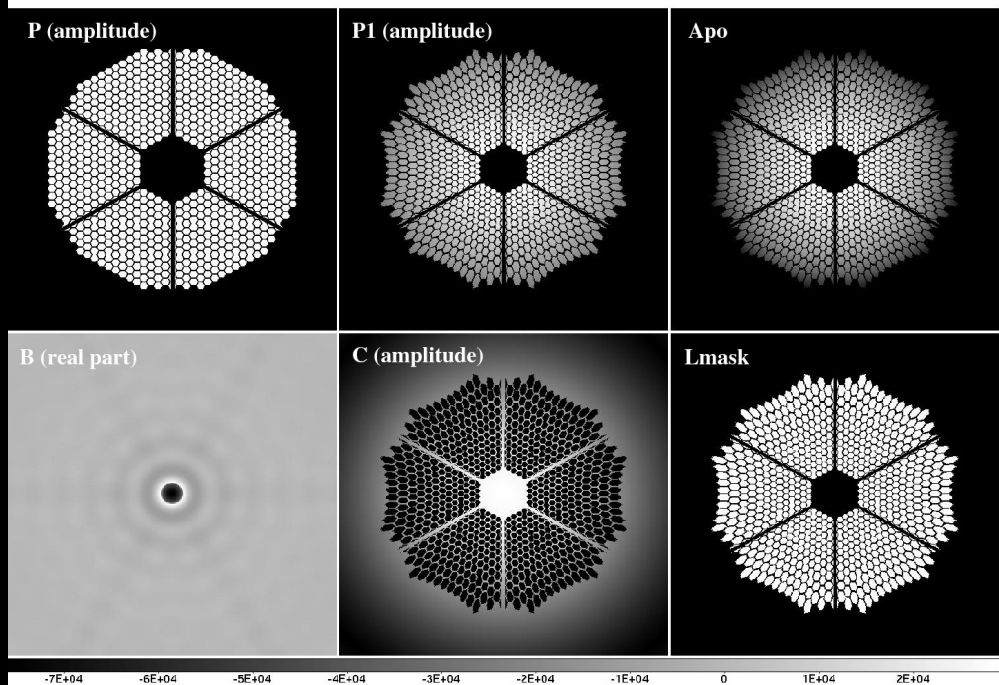 P (amplitude)
P1 (amplitude)
Apo
B (real part)
C (amplitude)
Lmask
-7E+04 -6E+04 -5E+04 -4E+04 -3E+04 -2E+04 -1E+04 0 1E+04 2E+04